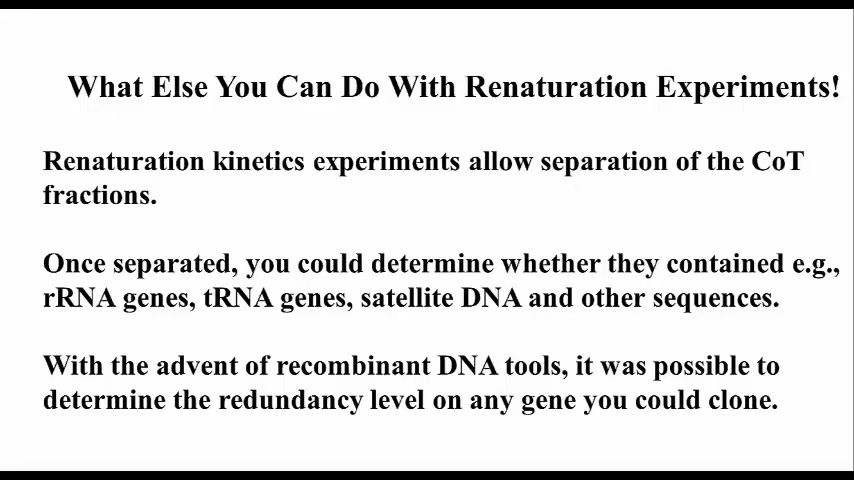 What Else You Can Do With Renaturation Experiments!
Renaturation kinetics experiments allow separation of the CoT
fractions.
Once separated, you could determine whether they contained e.g.,
rRNA genes, tRNA genes, satellite DNA and other sequences.
With the advent of recombinant DNA tools, it was possible to
determine the redundancy level on any gene you could clone.